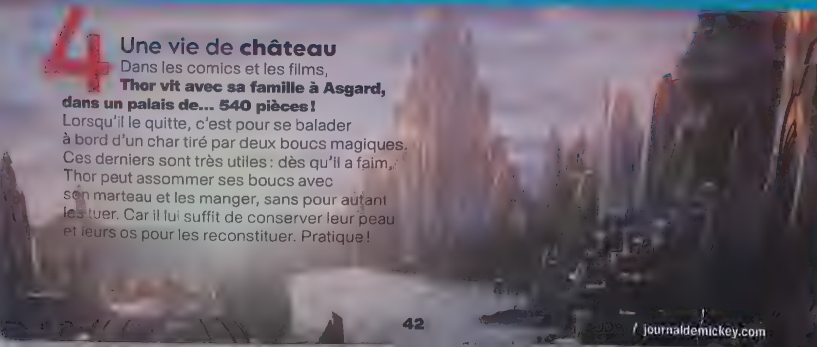 4
Une vie de château
Dans les comics et les films,
Thor vit avec sa famille à Asgard,
dans un palais de... 540 pièces !
Lorsqu'il le quitte, c'est pour se balader
à bord d'un char tiré par deux boucs magiques.
Ces derniers sont très utiles : dès qu'il a faim,
Thor peut assommer ses boucs avec
son marteau et les manger, sans pour autant
les tuer. Car il lui suffit de conserver leur peau
et leurs os pour les reconstituer. Pratique !
42
/ journaldemickey.com